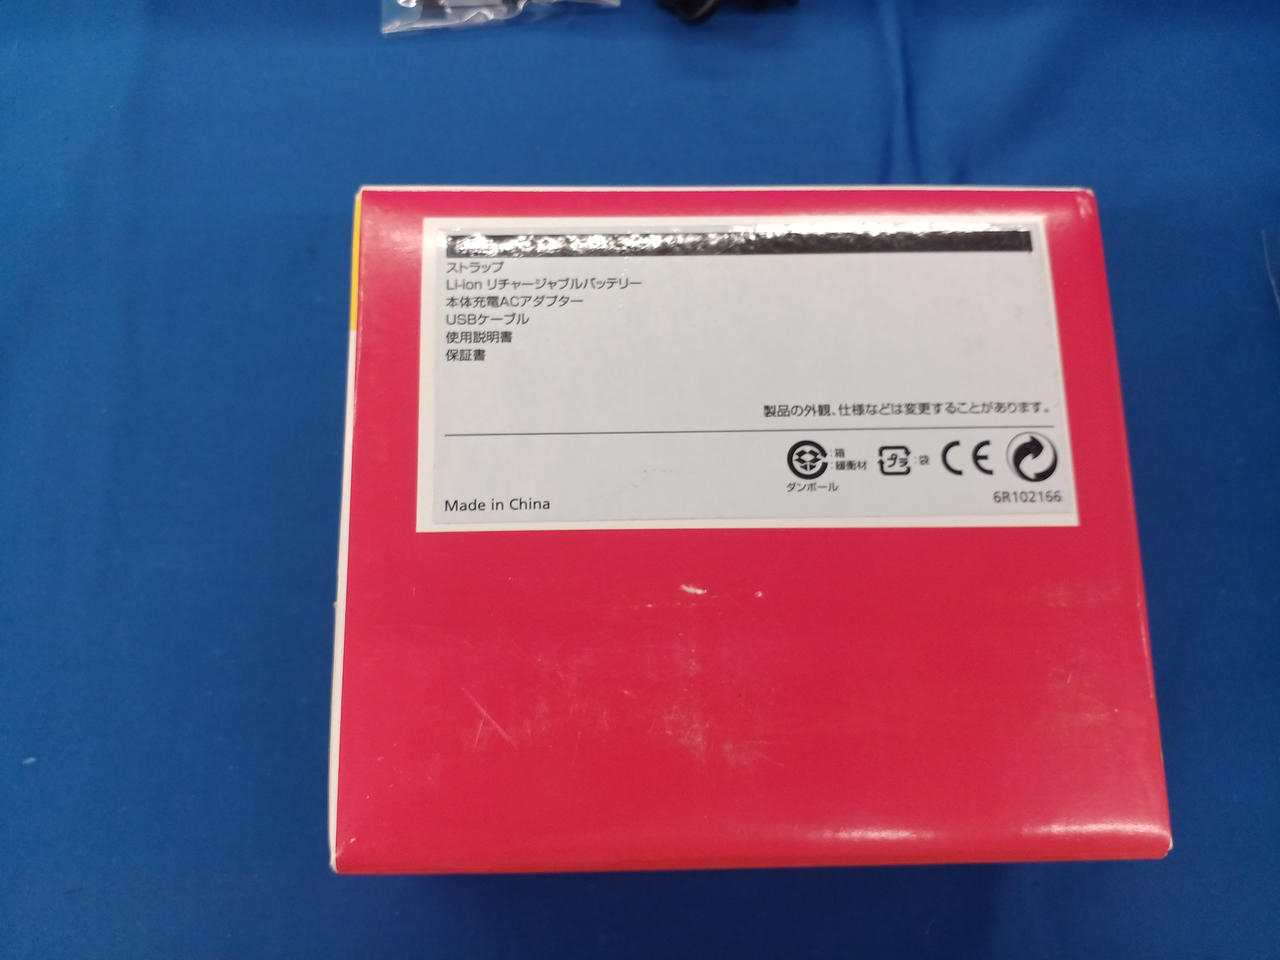 ストラップ
Li-ion リチャージャブルバッテリー
本体充電ACアダプター
USBケーブル
使用説明書
保証書
製品の外観、仕様などは変更することがあります。
:箱
:緩衝材
ダンボール
プラ
:袋
CE
Made in China
6R102166